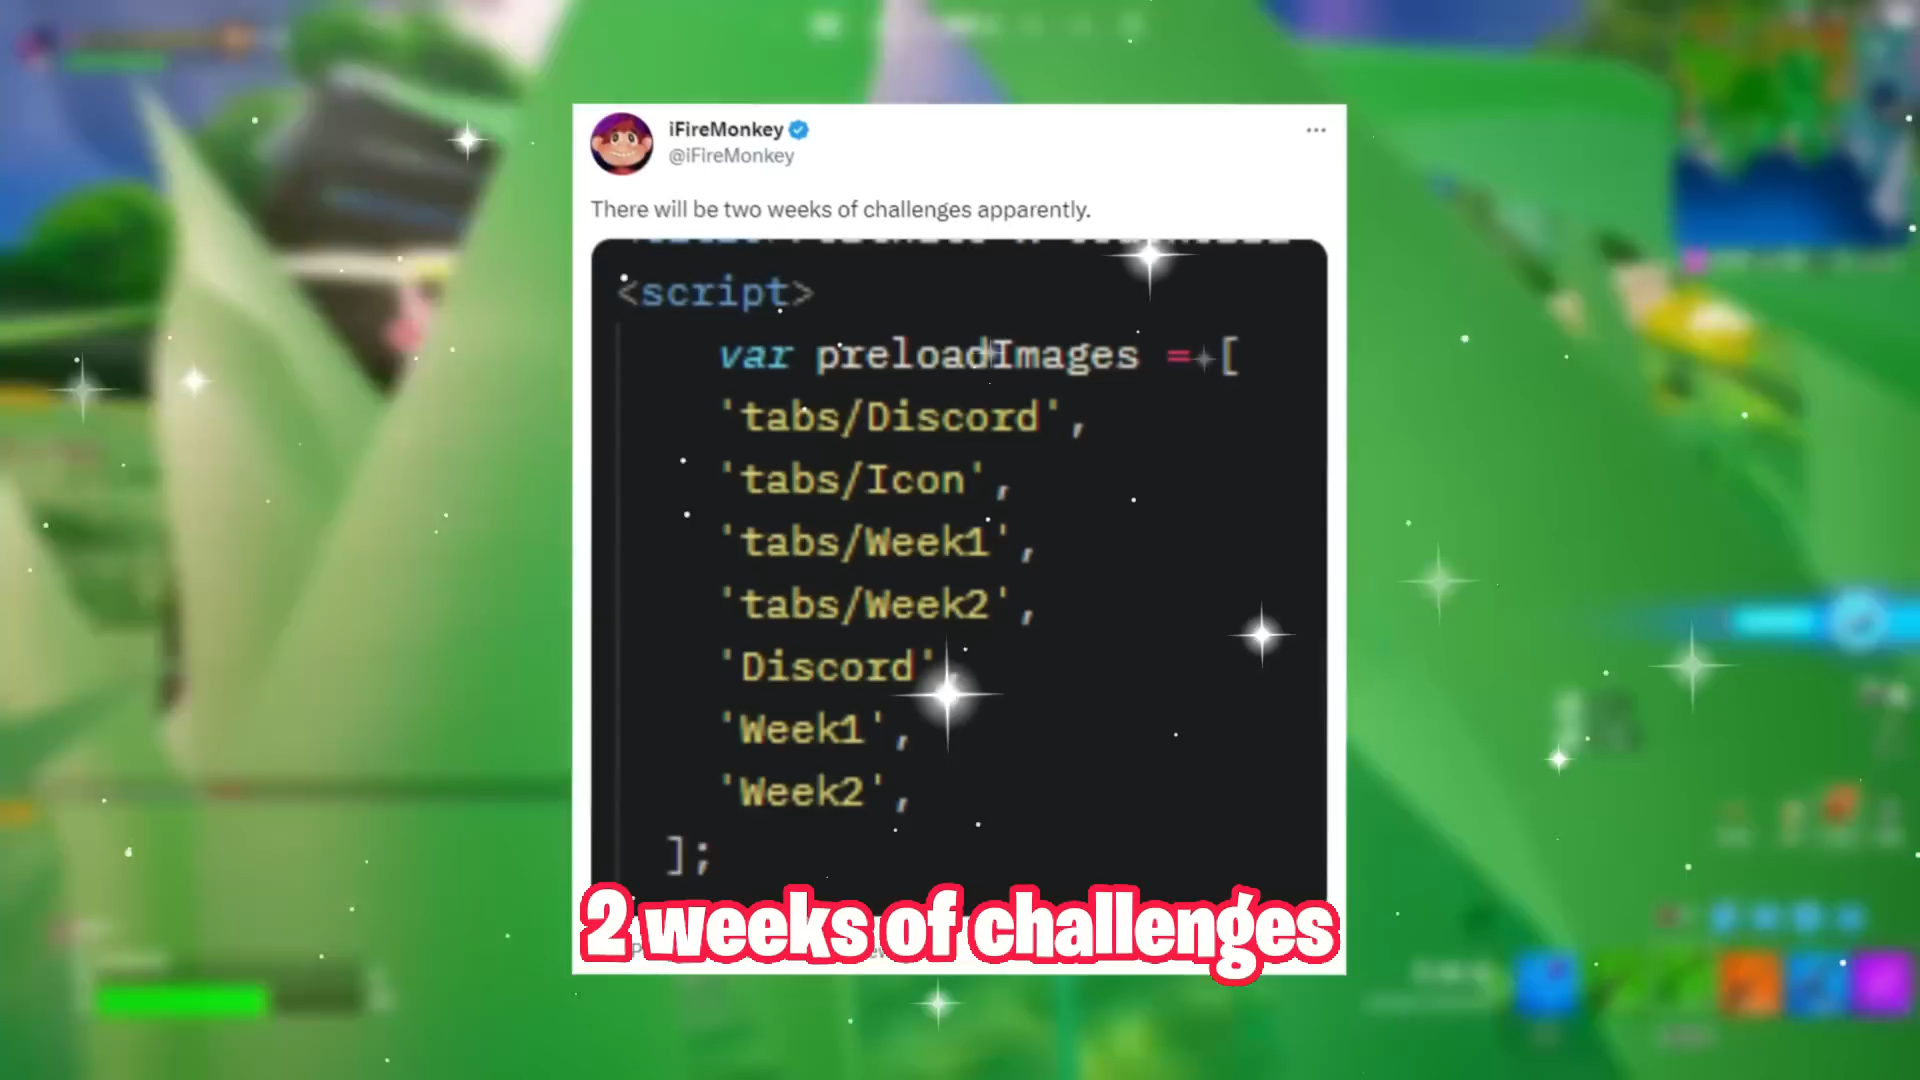 iFireMonkey
@iFireMonkey
There will be two weeks of challenges apparently.
<script>
var preloadImages = [
'tabs/Discord',
'tabs/Icon',
'tabs/Week1',
'tabs/Week2',
'Discord',
'Week1',
'Week2',
];
2 weeks of challenges